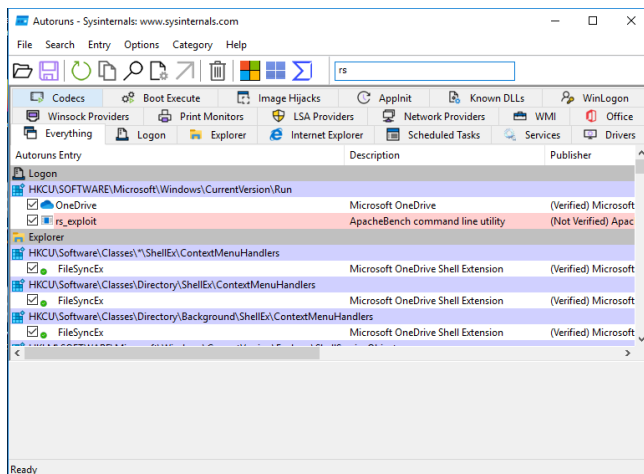 Autoruns - Sysinternals: www.sysinternals.com
File Search Entry Options Category Help
rs
Codecs Boot Execute Image Hijacks AppInit Known DLLs WinLogon
Winsock Providers Print Monitors LSA Providers Network Providers WMI Office
Everything Logon Explorer Internet Explorer Scheduled Tasks Services Drivers
Autoruns Entry Description Publisher
Logon
HKCU\SOFTWARE\Microsoft\Windows\CurrentVersion\Run
OneDrive Microsoft OneDrive (Verified) Microsoft
rs_exploit ApacheBench command line utility (Not Verified) Apac
Explorer
HKCU\Software\Classes\*\ShellEx\ContextMenuHandlers
FileSyncEx Microsoft OneDrive Shell Extension (Verified) Microsoft
HKCU\Software\Classes\Directory\ShellEx\ContextMenuHandlers
FileSyncEx Microsoft OneDrive Shell Extension (Verified) Microsoft
HKCU\Software\Classes\Directory\Background\ShellEx\ContextMenuHandlers
FileSyncEx Microsoft OneDrive Shell Extension (Verified) Microsoft
Ready